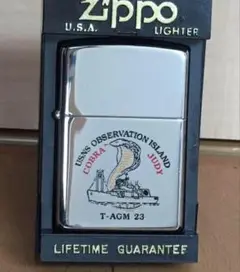 zippo
U.S.A. LIGHTER
USNS OBSERVATION ISLAND
COBRA JUDY
T-AGM 23
LIFETIME GUARANTEE